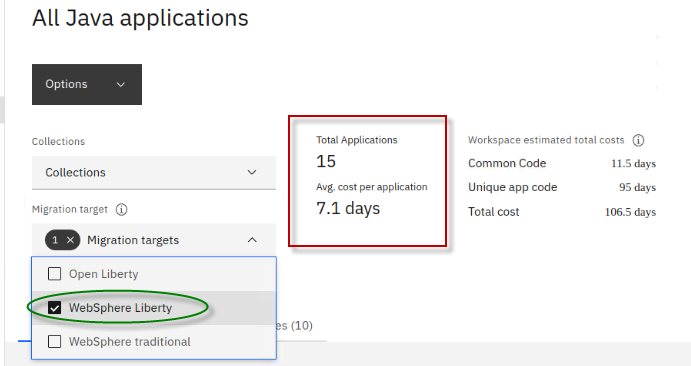 All Java applications
Options
Collections
Collections
Migration target
1 × Migration targets
Open Liberty
WebSphere Liberty
WebSphere traditional
Total Applications
15
Avg. cost per application
7.1 days
Workspace estimated total costs
Common Code 11.5 days
Unique app code 95 days
Total cost 106.5 days
(10)